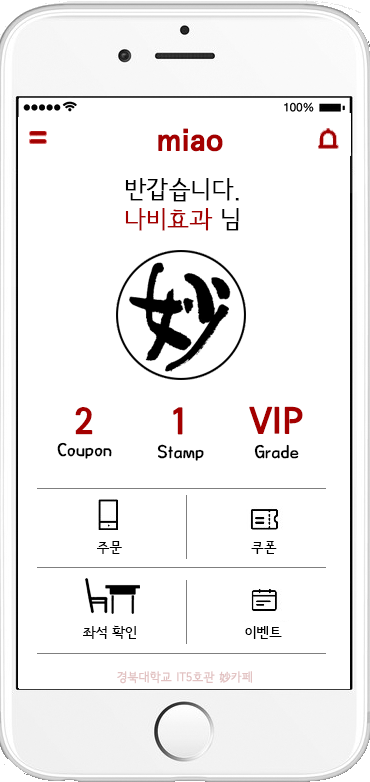 100%
miao
반갑습니다.
나비효과 님
妙
2 1 VIP
Coupon Stamp Grade
주문 쿠폰
좌석 확인 이벤트
경북대학교 IT5호관 妙카페